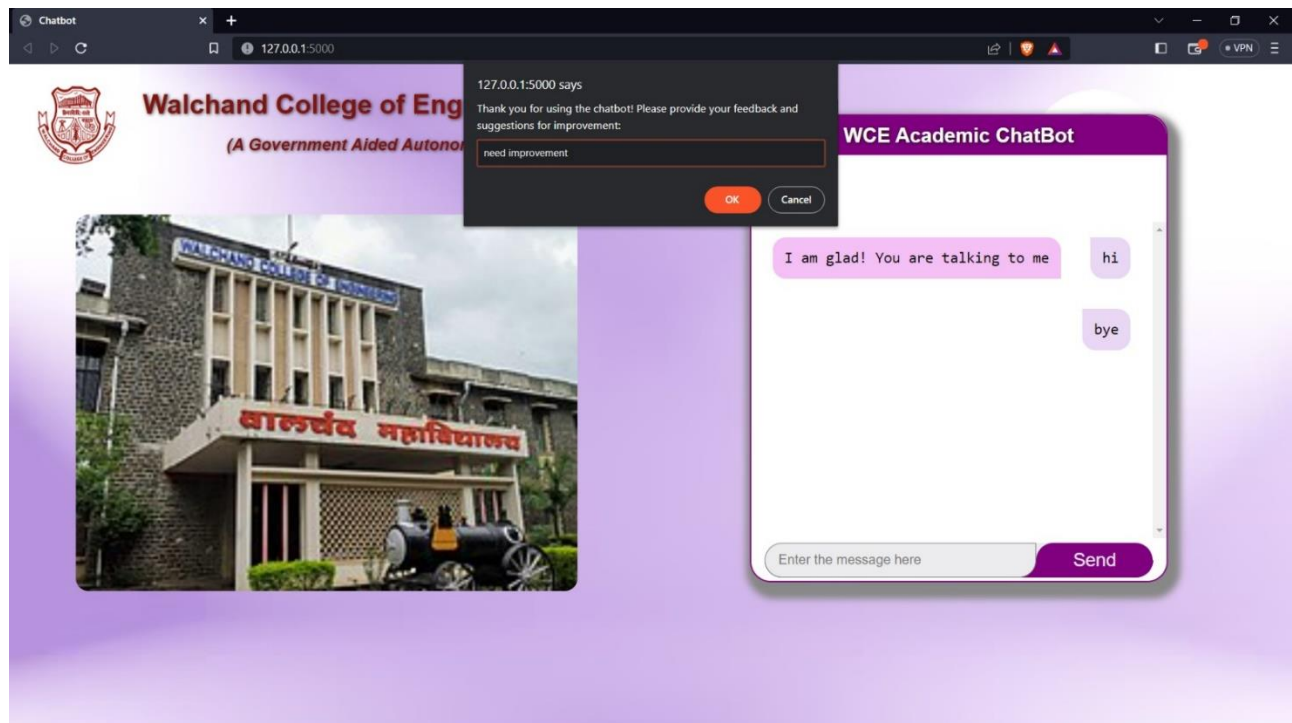 Chatbot
127.0.0.1:5000
VPN
127.0.0.1:5000 says
Thank you for using the chatbot! Please provide your feedback and
suggestions for improvement:
need improvement
OK
Cancel
Walchand College of Eng
(A Government Aided Autonor
WALCHAND COLLEGE OF ENGINEERING
वालचंद महाविद्यालय
WCE Academic ChatBot
I am glad! You are talking to me
hi
bye
Enter the message here
Send